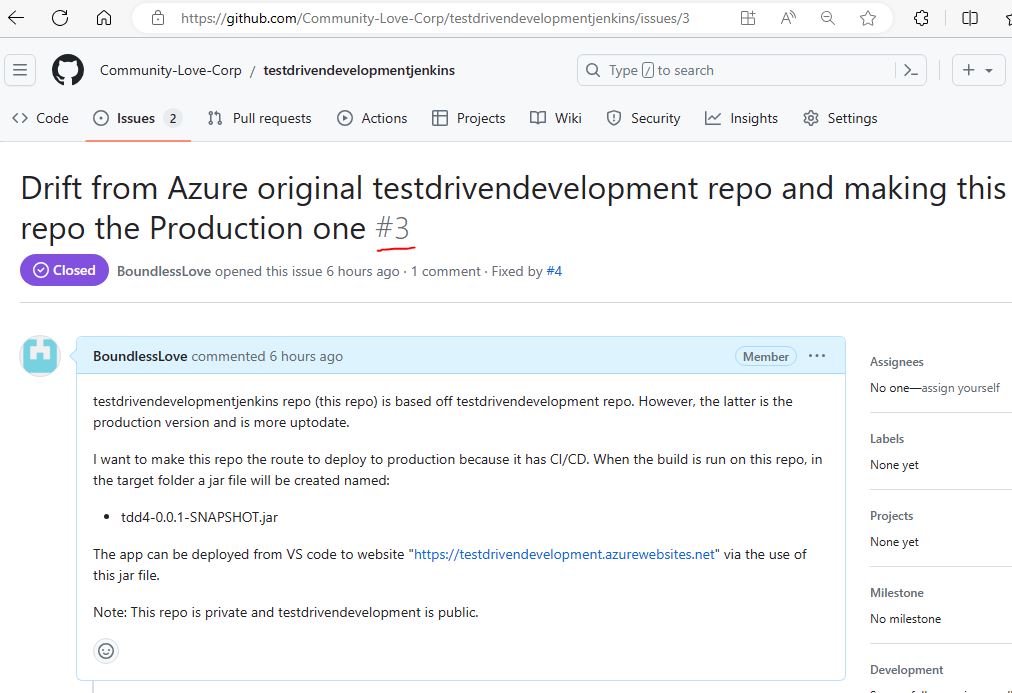 https://github.com/Community-Love-Corp/testdrivendevelopmentjenkins/issues/3
Community-Love-Corp / testdrivendevelopmentjenkins
Type / to search
Code Issues 2 Pull requests Actions Projects Wiki Security Insights Settings
Drift from Azure original testdrivendevelopment repo and making this
repo the Production one #3
Closed BoundlessLove opened this issue 6 hours ago · 1 comment · Fixed by #4
BoundlessLove commented 6 hours ago Member ···
testdrivendevelopmentjenkins repo (this repo) is based off testdrivendevelopment repo. However, the latter is the
production version and is more uptodate.
I want to make this repo the route to deploy to production because it has CI/CD. When the build is run on this repo, in
the target folder a jar file will be created named:
• tdd4-0.0.1-SNAPSHOT.jar
The app can be deployed from VS code to website "https://testdrivendevelopment.azurewebsites.net" via the use of
this jar file.
Note: This repo is private and testdrivendevelopment is public.
Assignees
No one—assign yourself
Labels
None yet
Projects
None yet
Milestone
No milestone
Development